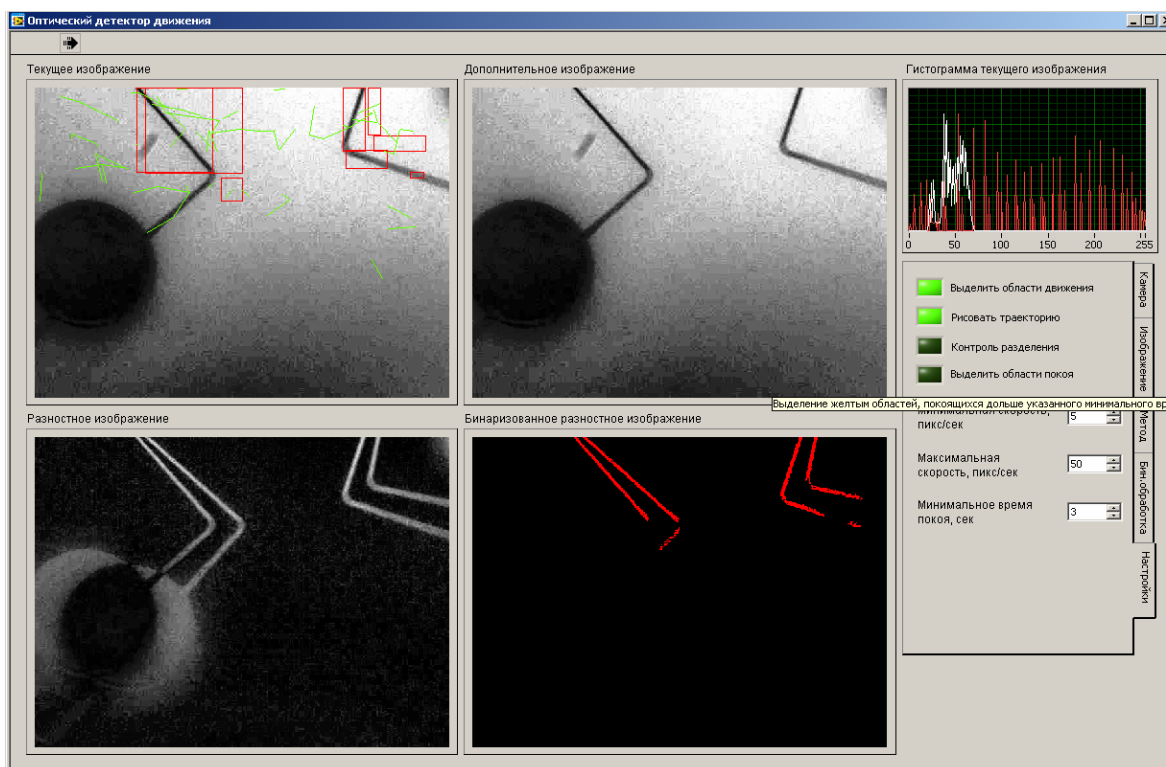 Оптический детектор движения
Текущее изображение
Дополнительное изображение
Гистограмма текущего изображения
0 50 100 150 200 255
Выделить области движения
Рисовать траекторию
Контроль разделения
Выделить области покоя
Выделение желтым областей, покоящихся дольше указанного минимального вр
Минимальная скорость,
пикс/сек
5
Максимальная
скорость, пикс/сек
50
Минимальное время
покоя, сек
3
Камера
Изображение
Метод
Бин.обработка
Настройки
Разностное изображение
Бинаризованное разностное изображение